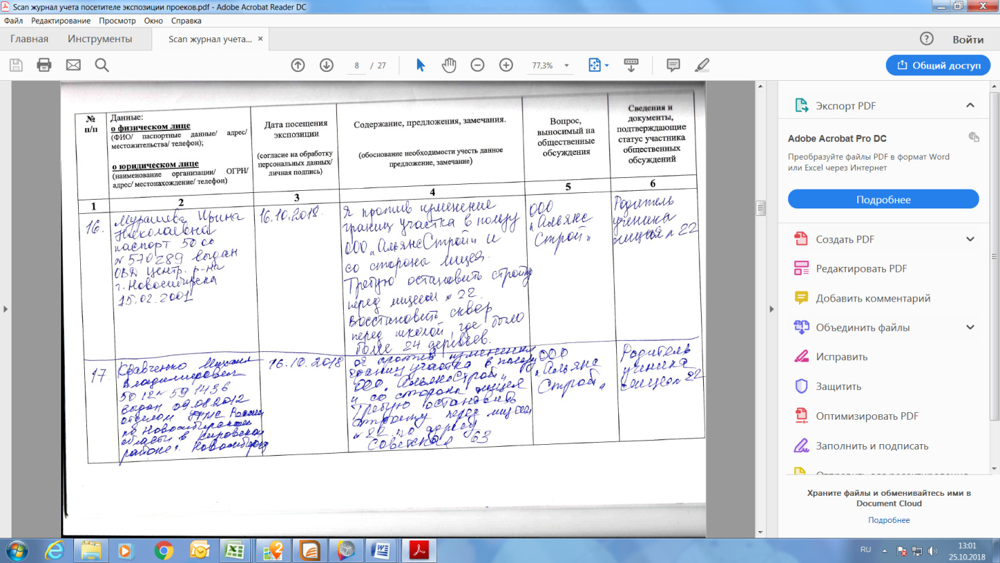 Scan журнал учета посетителе экспозиции проеков.pdf - Adobe Acrobat Reader DC
Файл Редактирование Просмотр Окно Справка
Главная Инструменты Scan журнал учета... × Войти
8 / 27 77,3% Общий доступ
№ п/п
Данные:
о физическом лице
(ФИО/ паспортные данные/ адрес/
местожительства/ телефон);
о юридическом лице
(наименование организации/ ОГРН/
адрес/ местонахождение/ телефон)
Дата посещения
экспозиции
(согласие на обработку
персональных данных/
личная подпись)
Содержание, предложения, замечания.
(обоснование необходимости учесть данное
предложение, замечание)
Вопрос,
выносимый на
общественные
обсуждения
Сведения и
документы,
подтверждающие
статус участника
общественных
обсуждений
1 2 3 4 5 6
16.
Мурашева Ирина
Николаевна
паспорт 50 00
№ 570289 выдан
ОВД Центр. р-на
г. Новосибирска
15.02.2001
16.10.2018.
Я против изменение
границ участка в пользу
ООО „АльянсСтрой" и
со стороны лицея.
Требую остановить стройку
перед лицеем № 22.
Восстановить сквер
перед школой, где было
более 24 деревьев.
ООО
„Альянс
Строй"
Родитель
ученика
лицея № 22
17.
Кравченко Михаил
Владимирович
50 12 № 591436
выдан 09.08.2012
отделом УФМС России
по Новосибирской
области в Кировском
районе г. Новосибирска
16.10.2018
Я против изменения
границ участка в пользу
ООО „АльянсСтрой"
и со стороны лицея
Требую остановить
стройку перед лицеем
№ 22 по адресу
Советская 63
ООО
„Альянс
Строй"
Родитель
ученика
лицея № 22
Экспорт PDF
Adobe Acrobat Pro DC
Преобразуйте файлы PDF в формат Word
или Excel через Интернет
Подробнее
Создать PDF
Редактировать PDF
Добавить комментарий
Объединить файлы
Исправить
Защитить
Оптимизировать PDF
Заполнить и подписать
Храните файлы и обменивайтесь ими в
Document Cloud
Подробнее
RU
13:01
25.10.2018